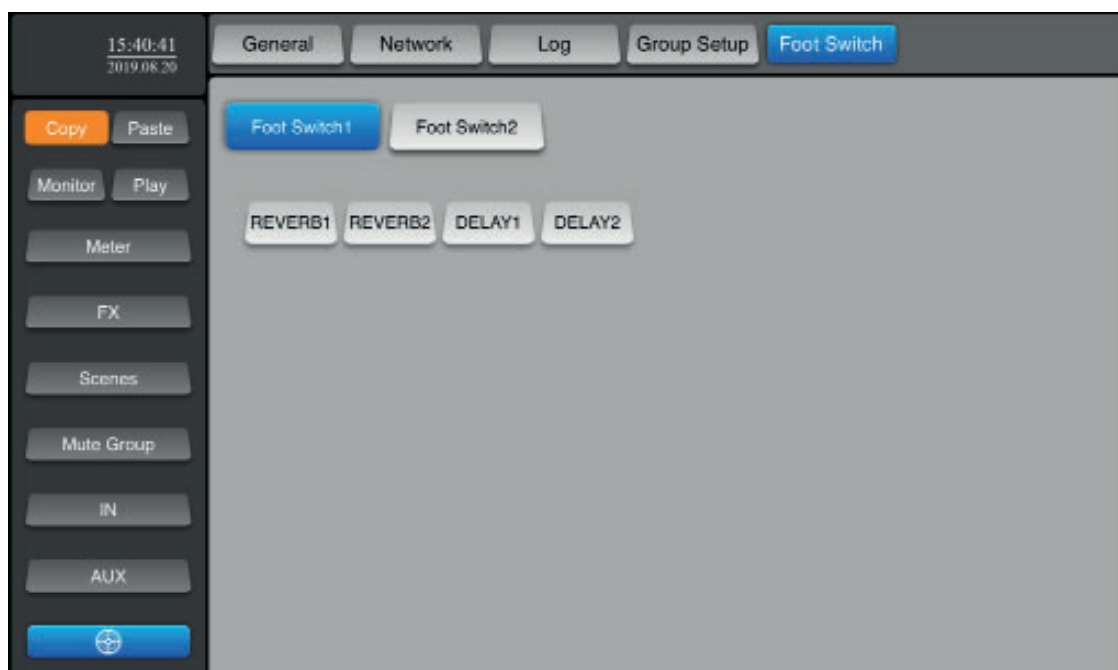 15:40:41
2019.08.20
General Network Log Group Setup Foot Switch
Copy Paste
Foot Switch1 Foot Switch2
Monitor Play
REVERB1 REVERB2 DELAY1 DELAY2
Meter
FX
Scenes
Mute Group
IN
AUX